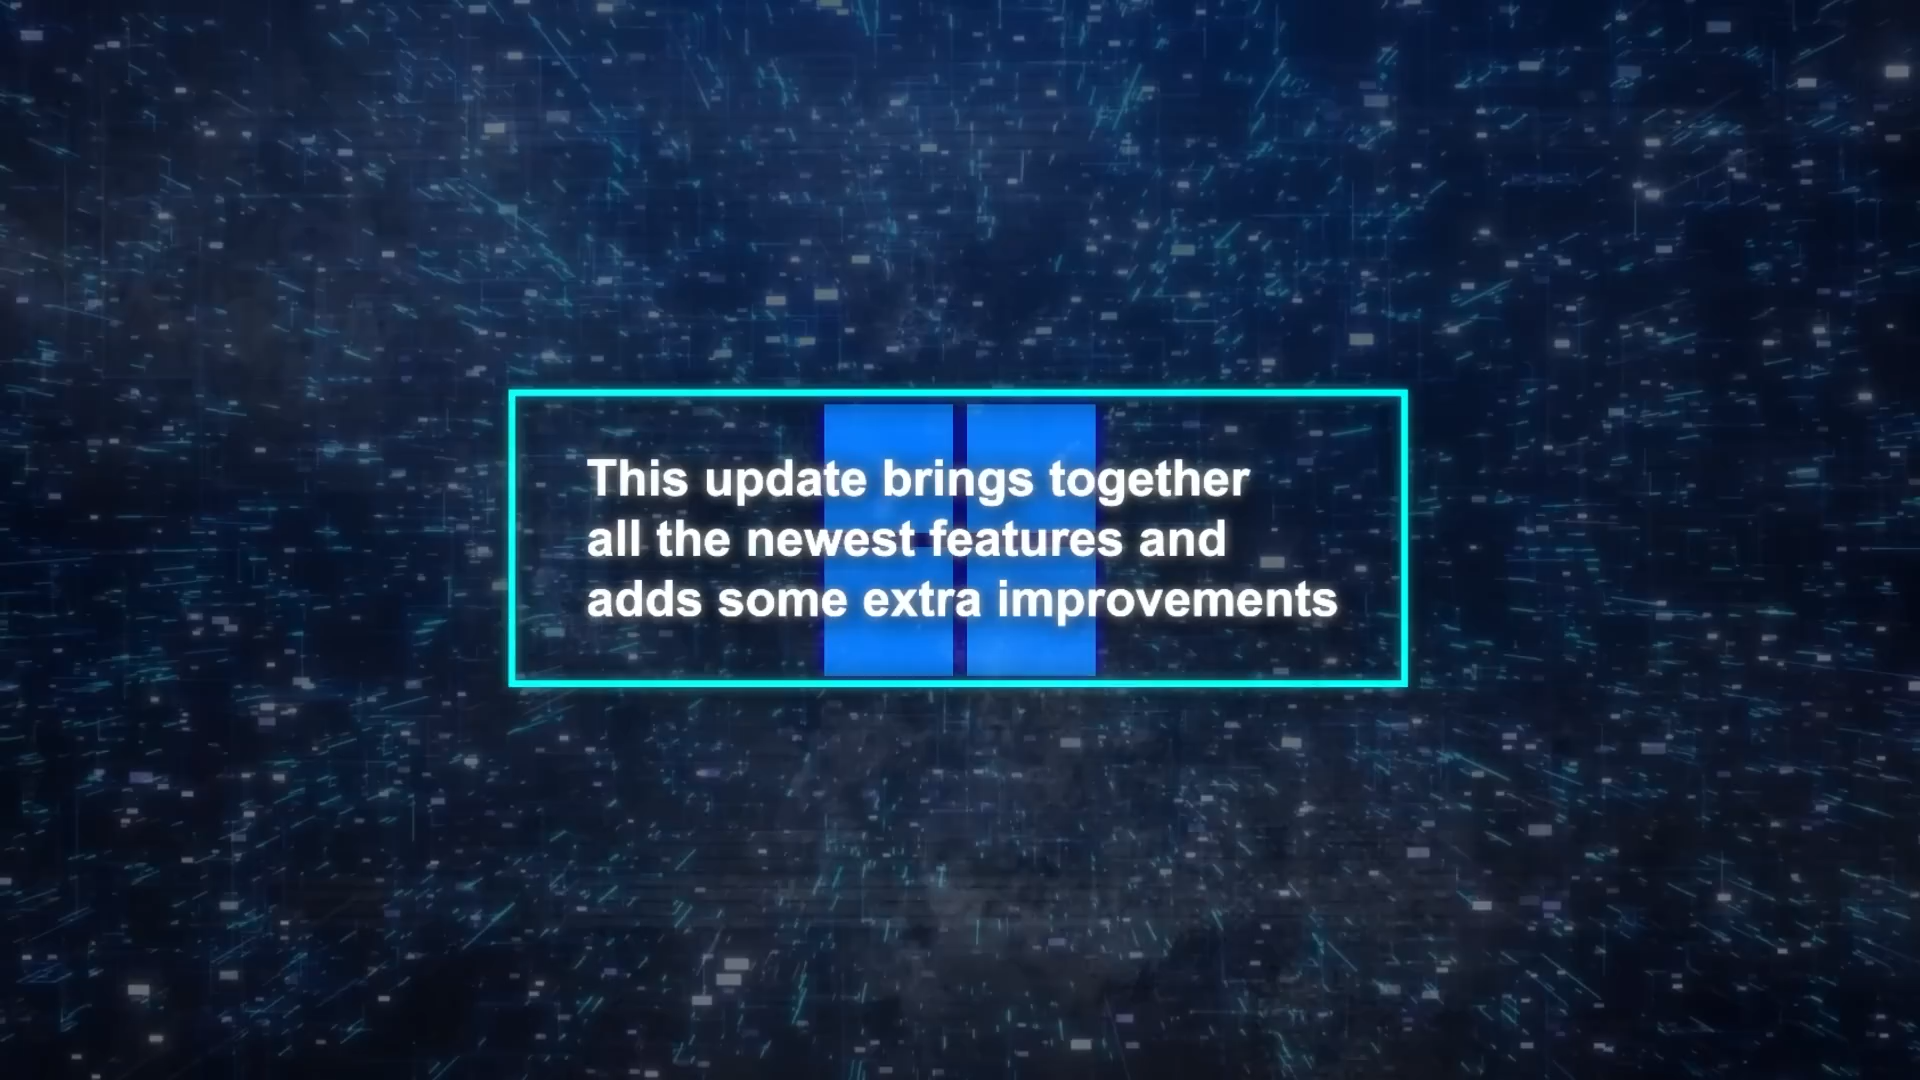 This update brings together
all the newest features and
adds some extra improvements